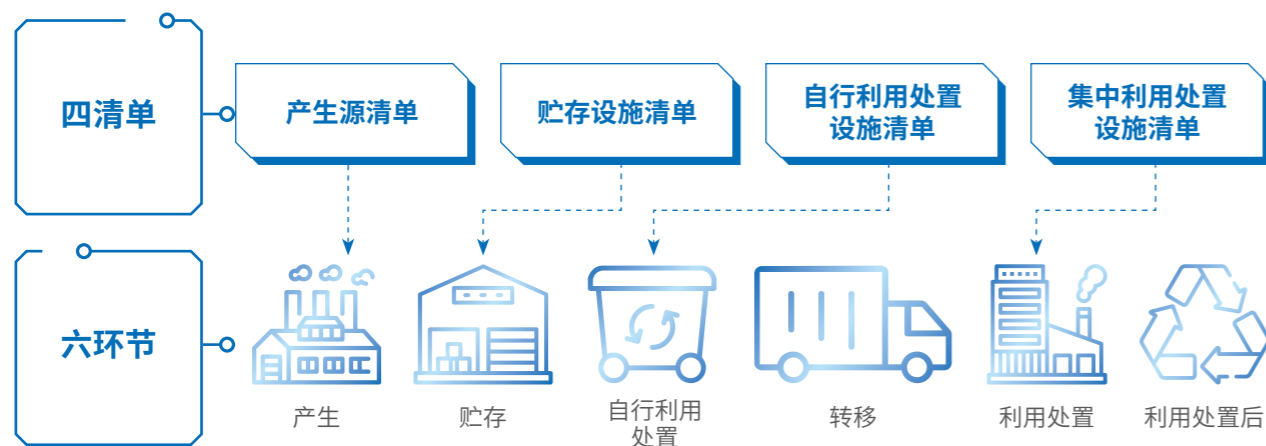 四清单
产生源清单
贮存设施清单
自行利用处置
设施清单
集中利用处置
设施清单
六环节
产生
贮存
自行利用
处置
转移
利用处置
利用处置后